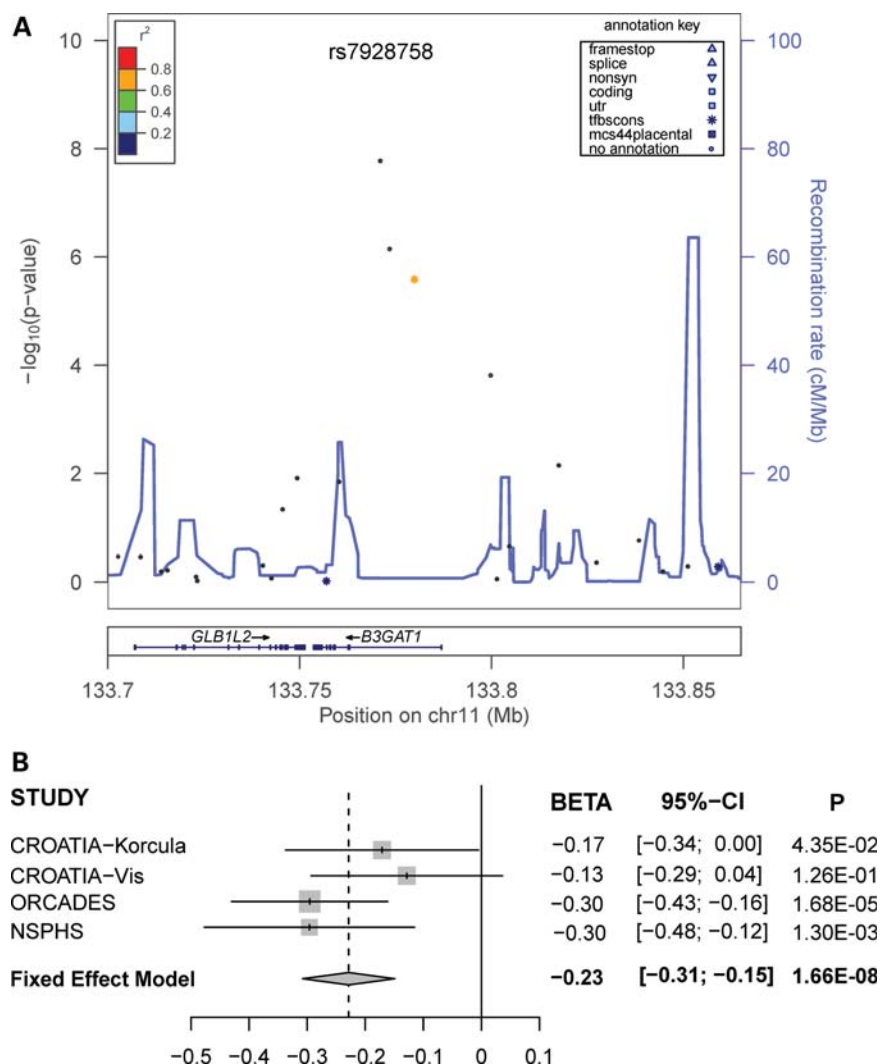 A
r²
0.8
0.6
0.4
0.2
rs7928758
annotation key
framestop
splice
nonsyn
coding
utr
tfbscons
mcs44placental
no annotation
10
8
6
4
2
0
−log₁₀(p−value)
100
80
60
40
20
0
Recombination rate (cM/Mb)
GLB1L2→ ←B3GAT1
133.7 133.75 133.8 133.85
Position on chr11 (Mb)
B
STUDY BETA 95%−CI P
CROATIA−Korcula −0.17 [−0.34; 0.00] 4.35E−02
CROATIA−Vis −0.13 [−0.29; 0.04] 1.26E−01
ORCADES −0.30 [−0.43; −0.16] 1.68E−05
NSPHS −0.30 [−0.48; −0.12] 1.30E−03
Fixed Effect Model −0.23 [−0.31; −0.15] 1.66E−08
−0.5 −0.4 −0.3 −0.2 −0.1 0 0.1